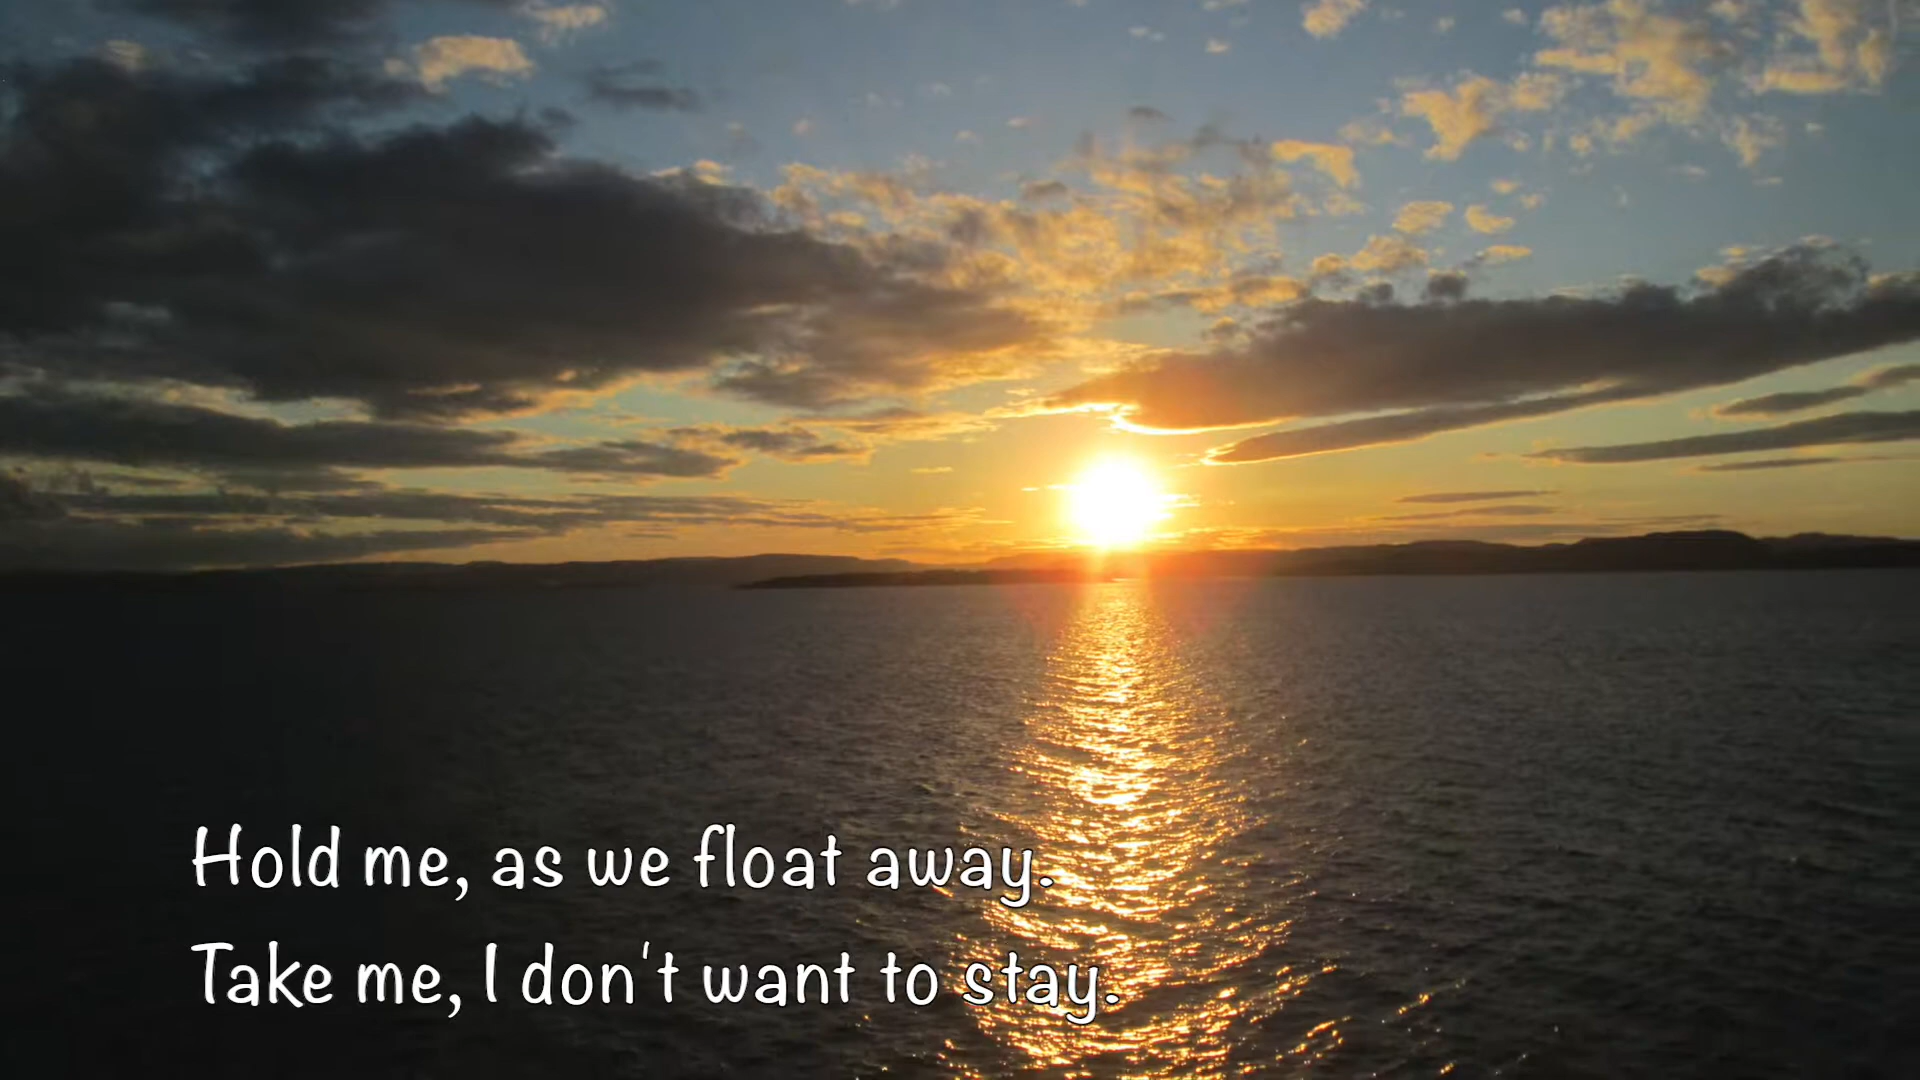 Hold me, as we float away.
Take me, I don't want to stay.